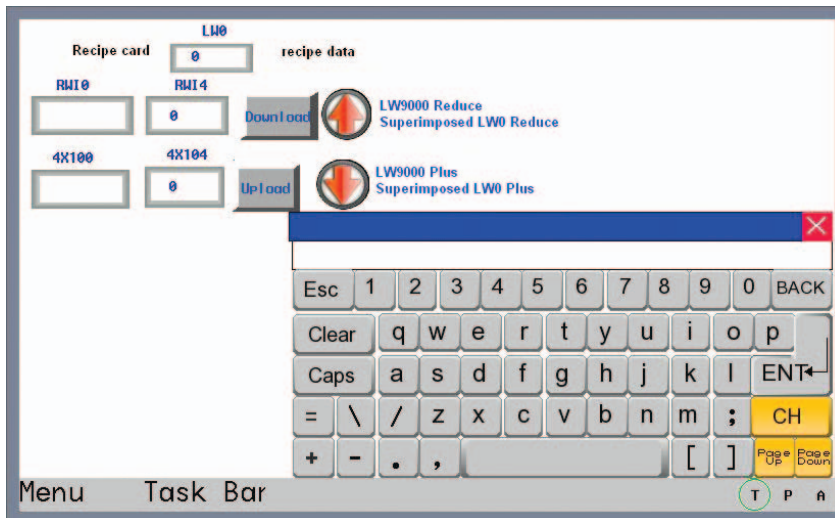 LW0
Recipe card 0 recipe data
RWI0 RWI4
0 Download LW9000 Reduce
Superimposed LW0 Reduce
4X100 4X104
0 Upload LW9000 Plus
Superimposed LW0 Plus
Esc 1 2 3 4 5 6 7 8 9 0 BACK
Clear q w e r t y u i o p
Caps a s d f g h j k l ENT
= \ / z x c v b n m ; CH
+ - . , [ ] Page Up Page Down
Menu Task Bar T P A